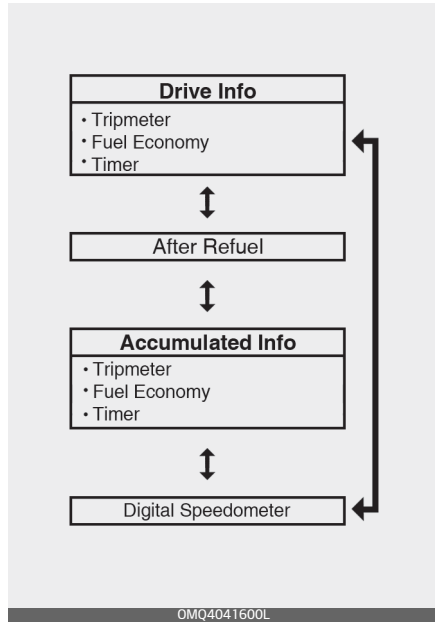 Drive Info
• Tripmeter
• Fuel Economy
• Timer
After Refuel
Accumulated Info
• Tripmeter
• Fuel Economy
• Timer
Digital Speedometer
OMQ4041600L